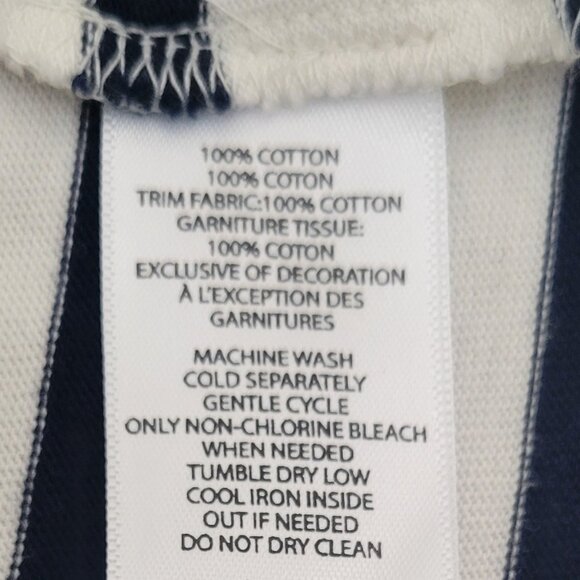 100% COTTON
100% COTON
TRIM FABRIC:100% COTTON
GARNITURE TISSUE:
100% COTON
EXCLUSIVE OF DECORATION
À L'EXCEPTION DES
GARNITURES
MACHINE WASH
COLD SEPARATELY
GENTLE CYCLE
ONLY NON-CHLORINE BLEACH
WHEN NEEDED
TUMBLE DRY LOW
COOL IRON INSIDE
OUT IF NEEDED
DO NOT DRY CLEAN